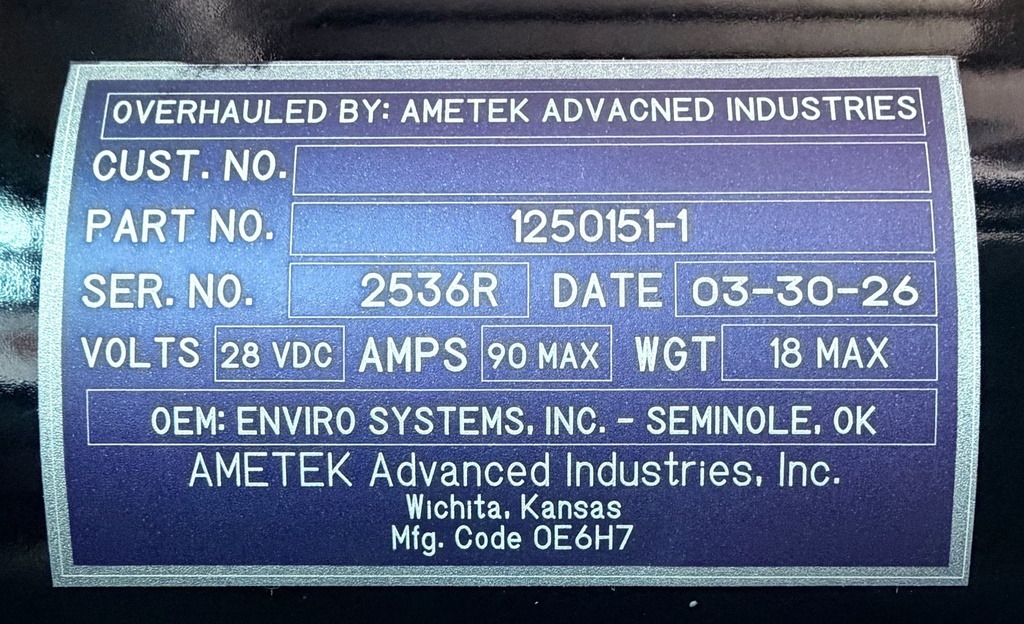 OVERHAULED BY: AMETEK ADVACNED INDUSTRIES
CUST. NO.
PART NO. 1250151-1
SER. NO. 2536R DATE 03-30-26
VOLTS 28 VDC AMPS 90 MAX WGT 18 MAX
OEM: ENVIRO SYSTEMS, INC. - SEMINOLE, OK
AMETEK Advanced Industries, Inc.
Wichita, Kansas
Mfg. Code 0E6H7